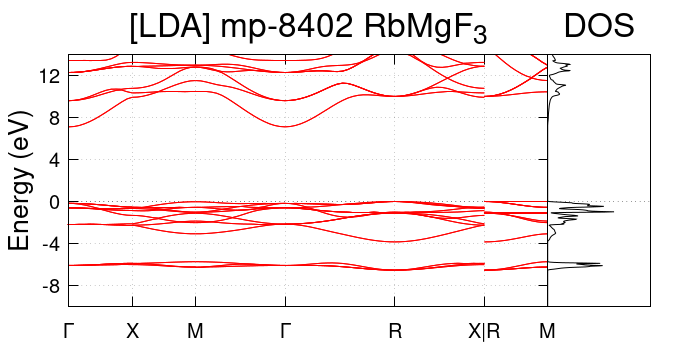 [LDA] mp-8402 RbMgF3 DOS
Energy (eV)
12
8
4
0
-4
-8
Γ X M Γ R X|R M